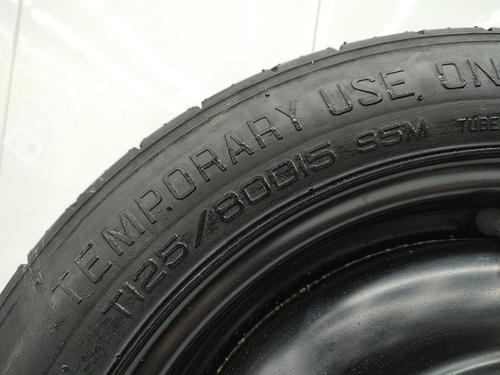 TEMPORARY USE ON
T125/80D15 95M TUBE